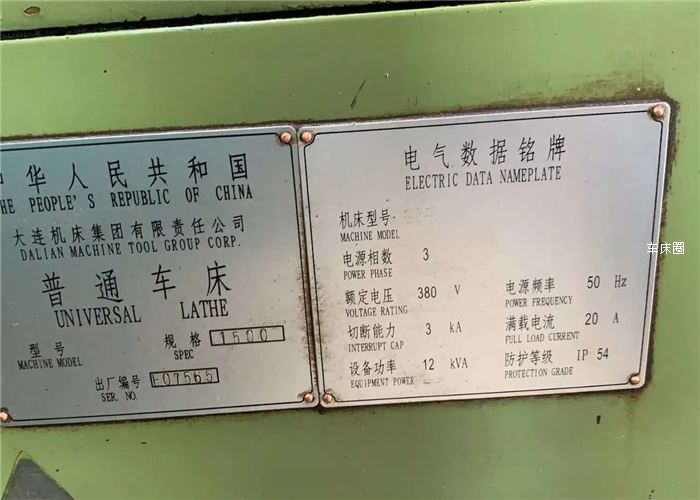 中华人民共和国
THE PEOPLE'S REPUBLIC OF CHINA
大连机床集团有限责任公司
DALIAN MACHINE TOOL GROUP CORP.
普通车床
UNIVERSAL LATHE
型号
MACHINE MODEL
规格 1500
SPEC
出厂编号 E07565
SER NO.
电气数据铭牌
ELECTRIC DATA NAMEPLATE
机床型号
MACHINE MODEL
电源相数 3
POWER PHASE
额定电压 380 V
VOLTAGE RATING
电源频率 50 Hz
POWER FREQUENCY
切断能力 3 kA
INTERRUPT CAP
满载电流 20 A
FULL LOAD CURRENT
设备功率 12 kVA
EQUIPMENT POWER
防护等级 IP 54
PROTECTION GRADE
车床圈